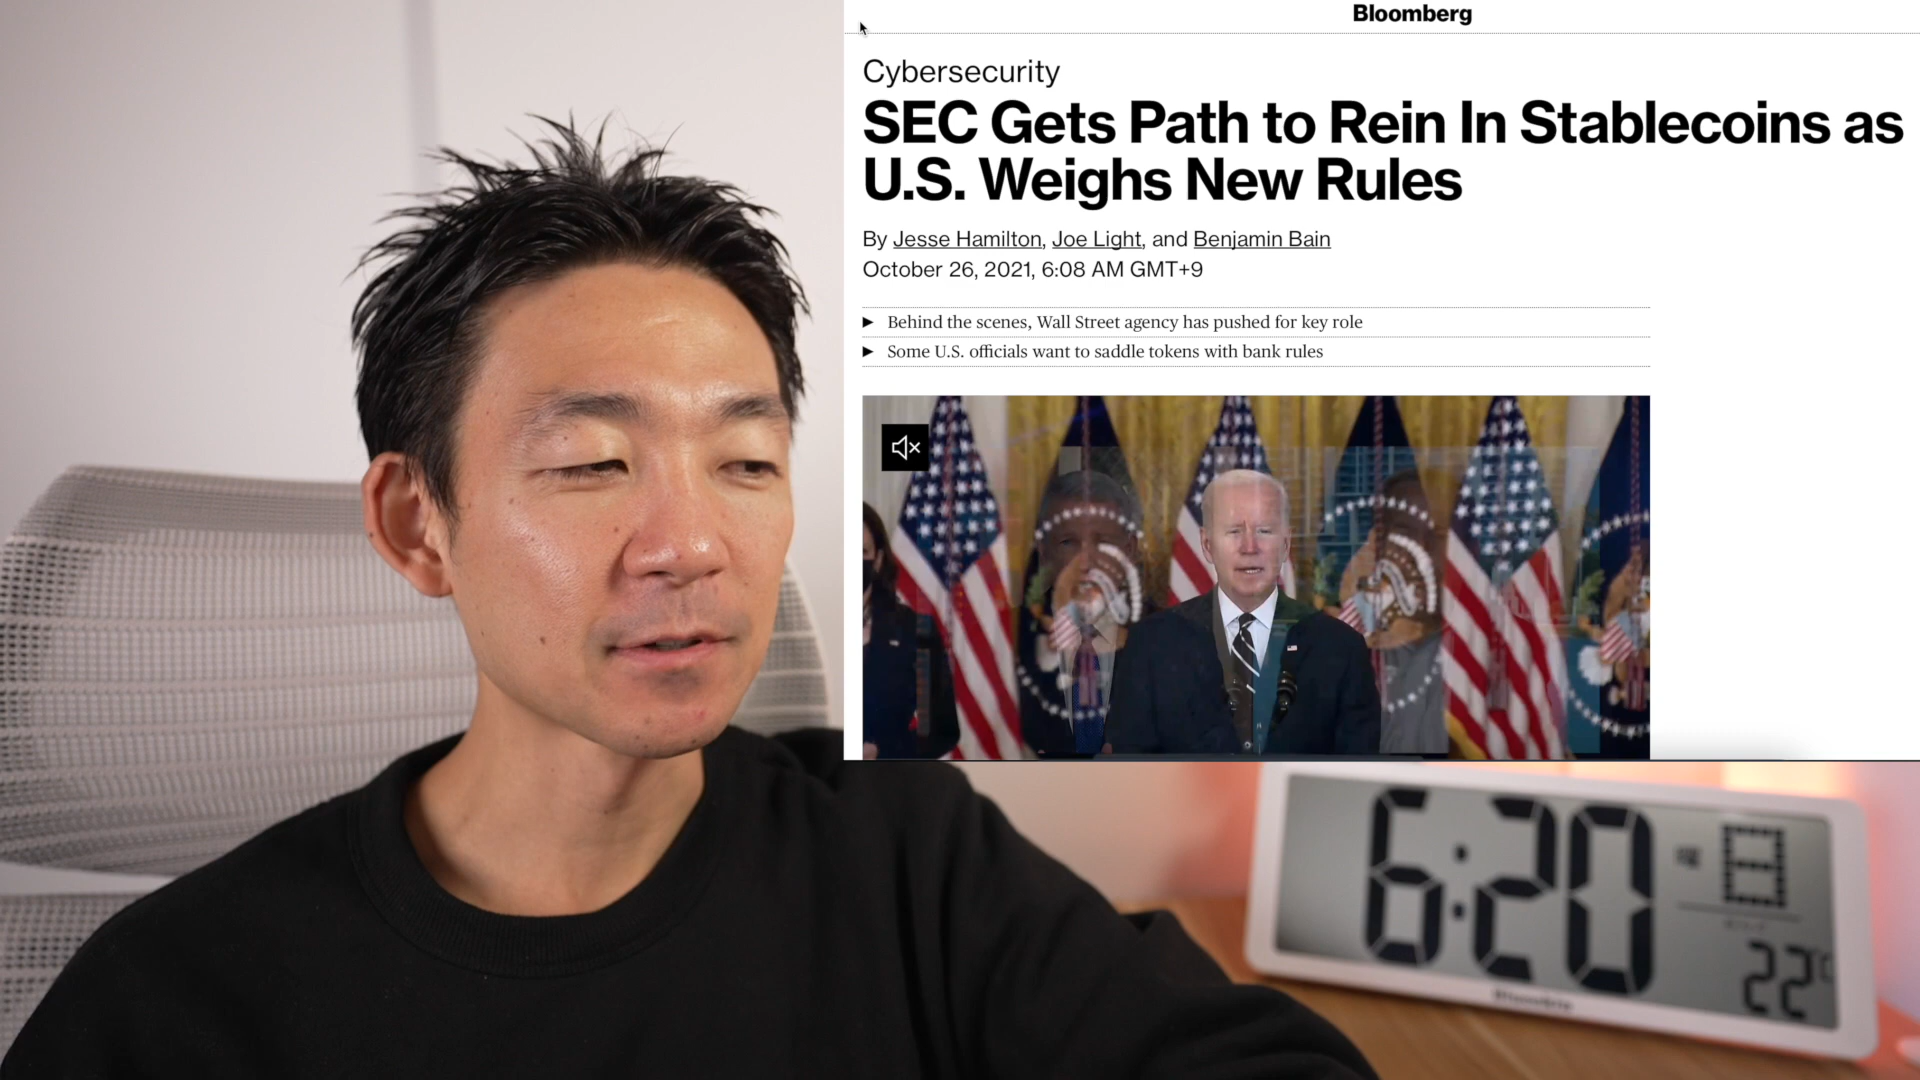 Bloomberg
Cybersecurity
SEC Gets Path to Rein In Stablecoins as
U.S. Weighs New Rules
By Jesse Hamilton, Joe Light, and Benjamin Bain
October 26, 2021, 6:08 AM GMT+9
▶ Behind the scenes, Wall Street agency has pushed for key role
▶ Some U.S. officials want to saddle tokens with bank rules
6:20
日
22°C